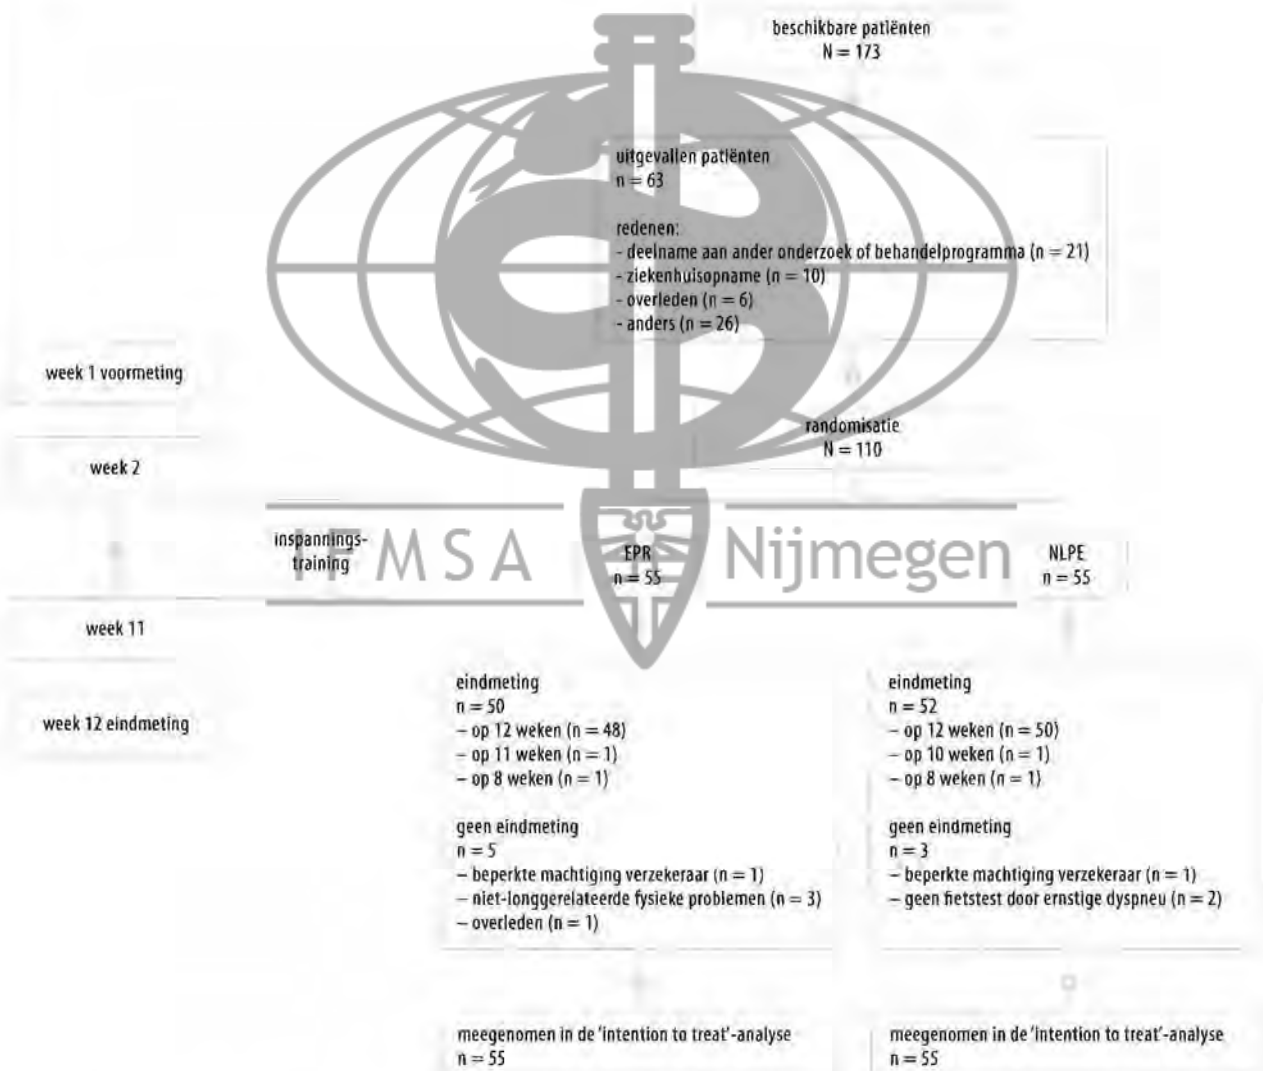 beschikbare patiënten
N = 173
uitgevallen patiënten
n = 63
redenen:
- deelname aan ander onderzoek of behandelprogramma (n = 21)
- ziekenhuisopname (n = 10)
- overleden (n = 6)
- anders (n = 26)
week 1 voormeting
randomisatie
N = 110
week 2
IFMSA Nijmegen
inspannings-
training
EPR
n = 55
NLPE
n = 55
week 11
week 12 eindmeting
eindmeting
n = 50
– op 12 weken (n = 48)
– op 11 weken (n = 1)
– op 8 weken (n = 1)
geen eindmeting
n = 5
– beperkte machtiging verzekeraar (n = 1)
– niet-longgerelateerde fysieke problemen (n = 3)
– overleden (n = 1)
eindmeting
n = 52
– op 12 weken (n = 50)
– op 10 weken (n = 1)
– op 8 weken (n = 1)
geen eindmeting
n = 3
– beperkte machtiging verzekeraar (n = 1)
– geen fietstest door ernstige dyspneu (n = 2)
meegenomen in de 'intention to treat'-analyse
n = 55
meegenomen in de 'intention to treat'-analyse
n = 55